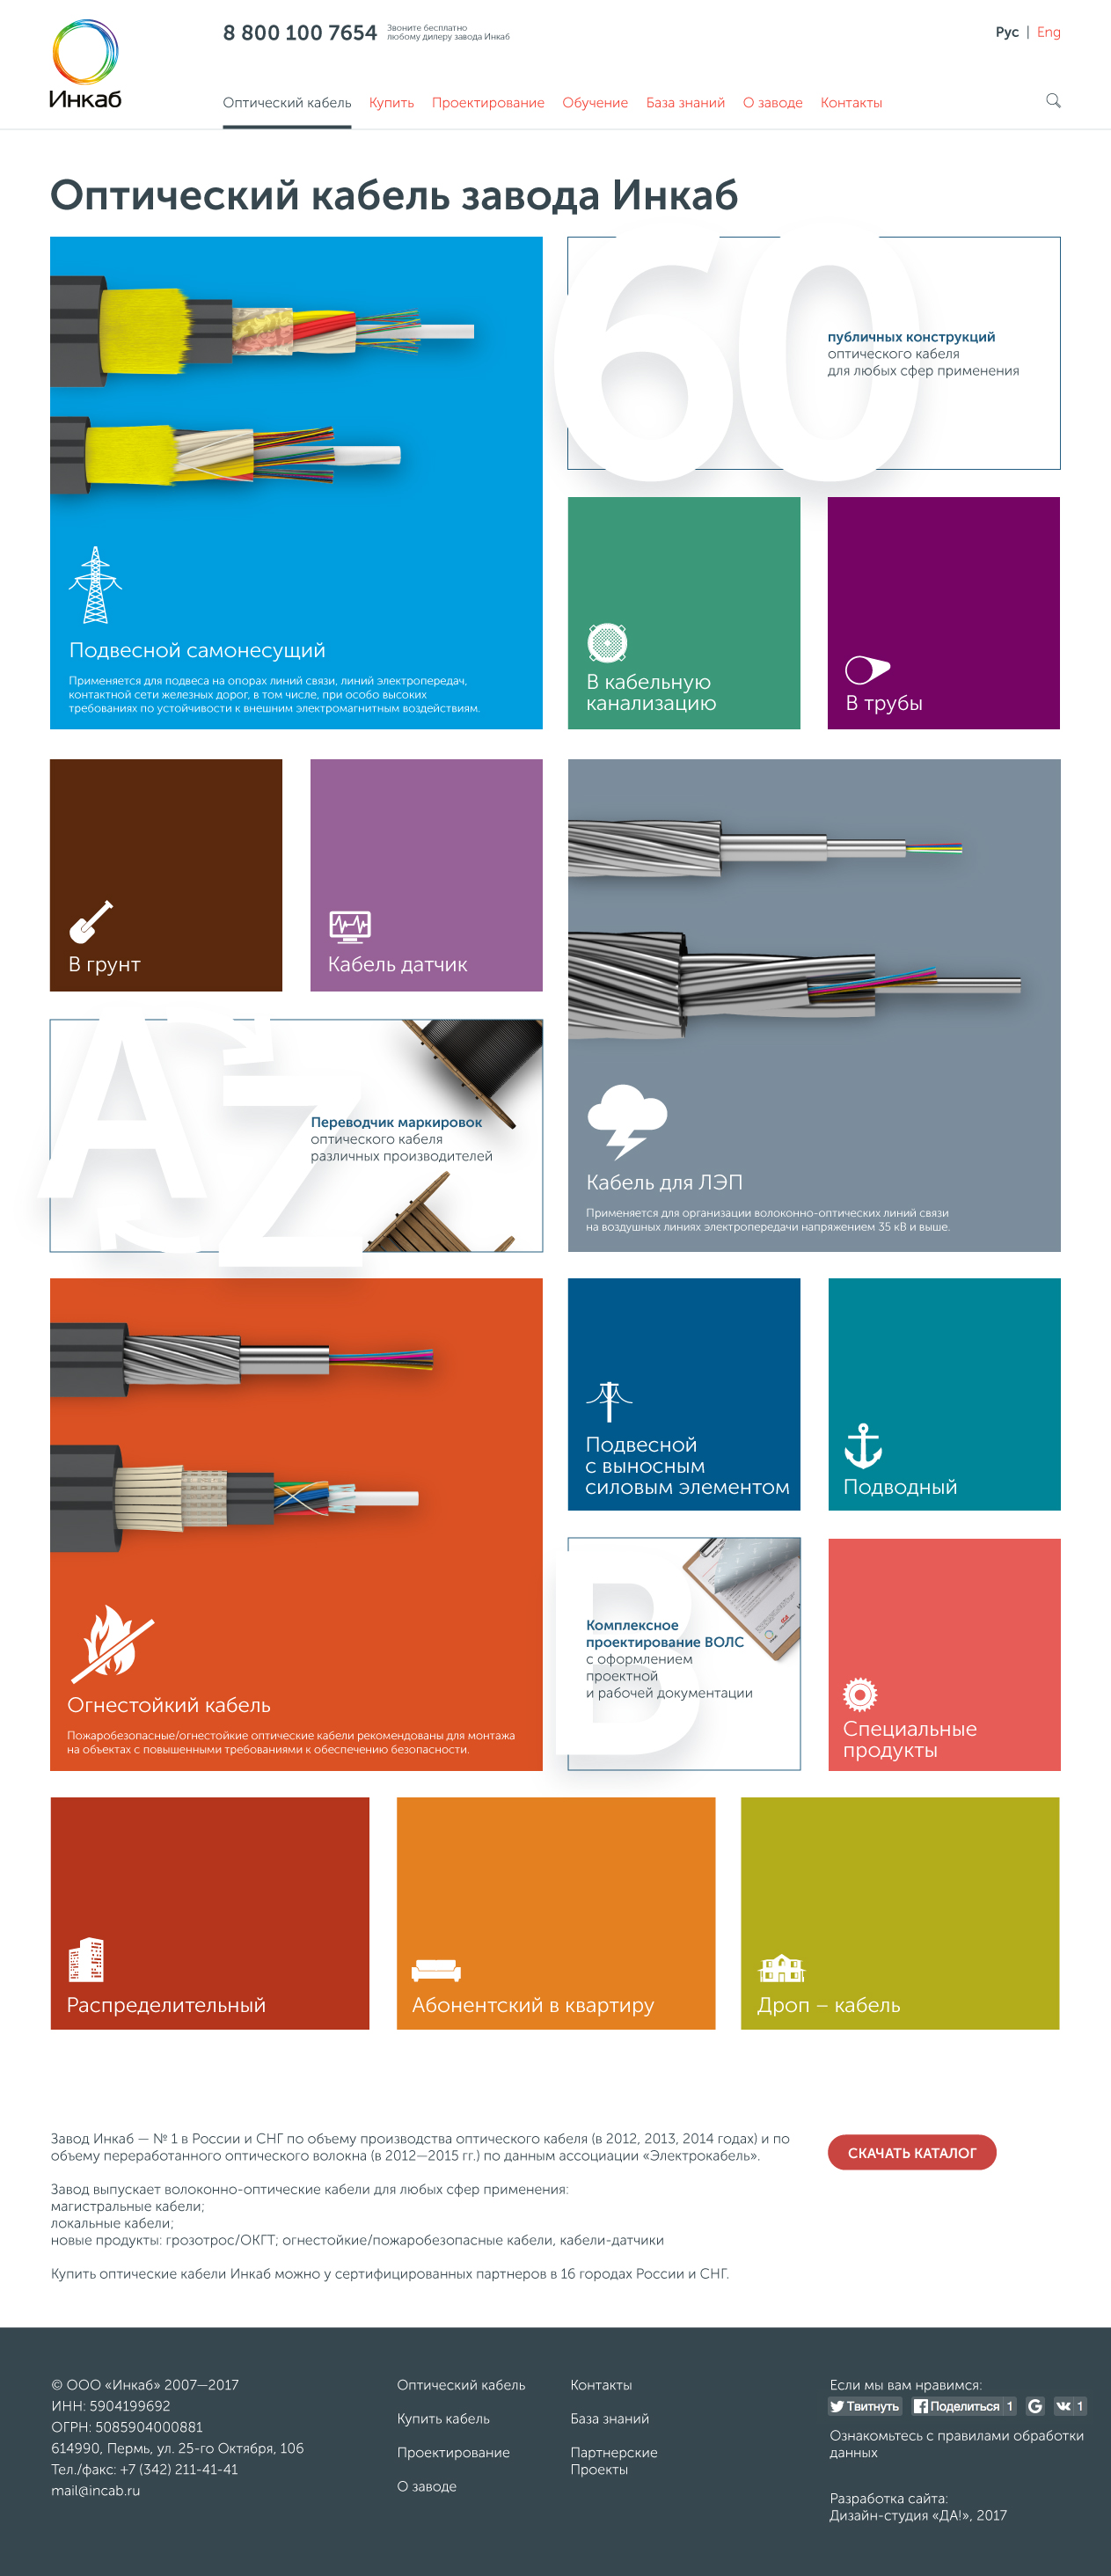 Инкаб
8 800 100 7654
Звоните бесплатно
любому дилеру завода Инкаб
Рус | Eng
Оптический кабель Купить Проектирование Обучение База знаний О заводе Контакты
Оптический кабель завода Инкаб
60
публичных конструкций
оптического кабеля
для любых сфер применения
Подвесной самонесущий
Применяется для подвеса на опорах линий связи, линий электропередач,
контактной сети железных дорог, в том числе, при особо высоких
требованиях по устойчивости к внешним электромагнитным воздействиям.
В кабельную
канализацию
В трубы
В грунт
Кабель датчик
A Z
Переводчик маркировок
оптического кабеля
различных производителей
Кабель для ЛЭП
Применяется для организации волоконно-оптических линий связи
на воздушных линиях электропередачи напряжением 35 кВ и выше.
Огнестойкий кабель
Пожаробезопасные/огнестойкие оптические кабели рекомендованы для монтажа
на объектах с повышенными требованиями к обеспечению безопасности.
Подвесной
с выносным
силовым элементом
Подводный
В
Комплексное
проектирование ВОЛС
с оформлением
проектной
и рабочей документации
Специальные
продукты
Распределительный
Абонентский в квартиру
Дроп – кабель
Завод Инкаб — № 1 в России и СНГ по объему производства оптического кабеля (в 2012, 2013, 2014 годах) и по
объему переработанного оптического волокна (в 2012—2015 гг.) по данным ассоциации «Электрокабель».
СКАЧАТЬ КАТАЛОГ
Завод выпускает волоконно-оптические кабели для любых сфер применения:
магистральные кабели;
локальные кабели;
новые продукты: грозотрос/ОКГТ; огнестойкие/пожаробезопасные кабели, кабели-датчики
Купить оптические кабели Инкаб можно у сертифицированных партнеров в 16 городах России и СНГ.
© ООО «Инкаб» 2007—2017
ИНН: 5904199692
ОГРН: 5085904000881
614990, Пермь, ул. 25-го Октября, 106
Тел./факс: +7 (342) 211-41-41
mail@incab.ru
Оптический кабель
Купить кабель
Проектирование
О заводе
Контакты
База знаний
Партнерские
Проекты
Если мы вам нравимся:
Твитнуть Поделиться 1 G 1
Ознакомьтесь с правилами обработки
данных
Разработка сайта:
Дизайн-студия «ДА!», 2017